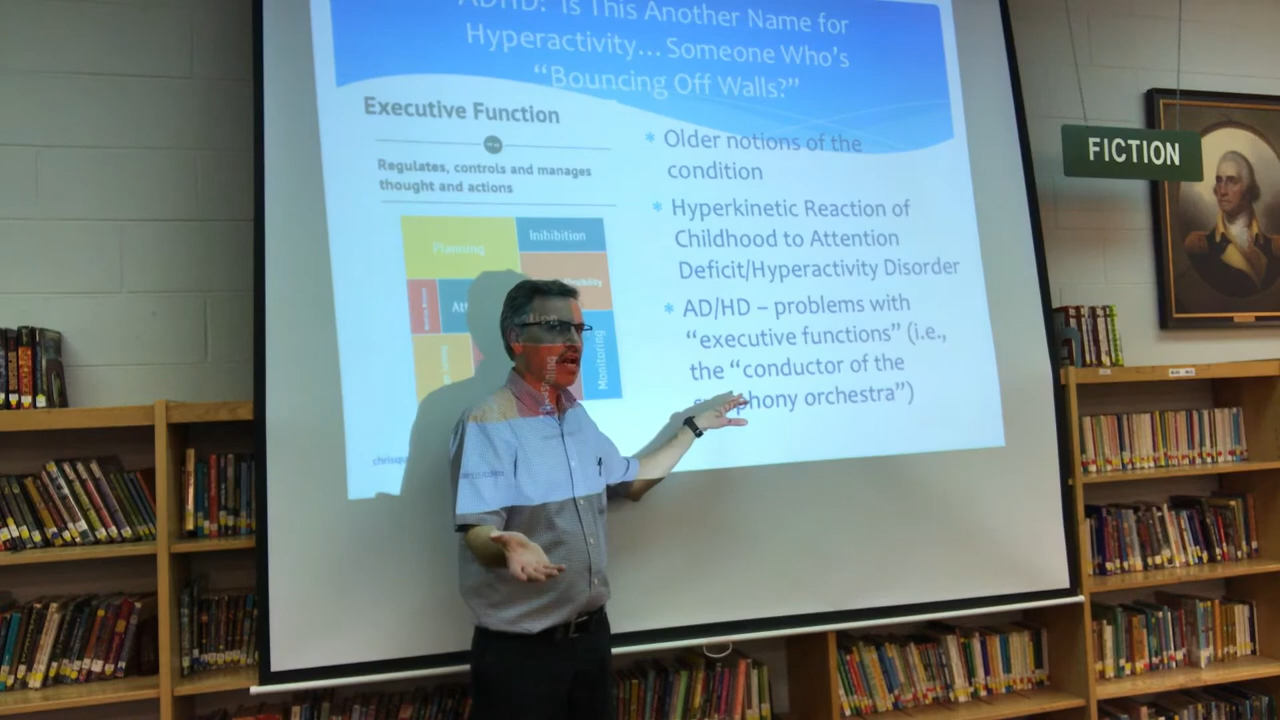 ADHD: Is This Another Name for
Hyperactivity... Someone Who's
"Bouncing Off Walls?"
Executive Function
Regulates, controls and manages
thought and actions
Planning
Inihibition
Monitoring
* Older notions of the
condition
* Hyperkinetic Reaction of
Childhood to Attention
Deficit/Hyperactivity Disorder
* AD/HD – problems with
"executive functions" (i.e.,
the "conductor of the
symphony orchestra")
FICTION